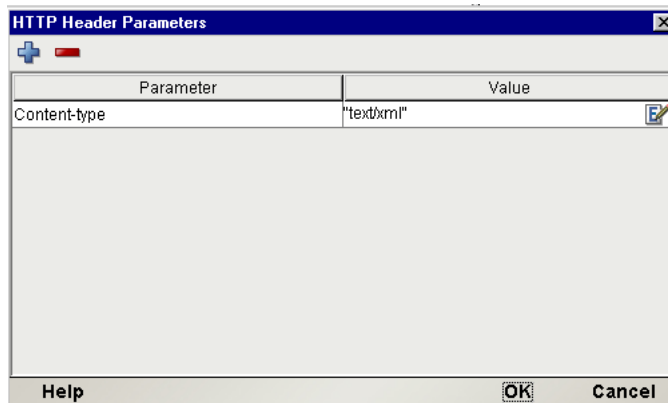 HTTP Header Parameters
Parameter Value
Content-type "text/xml"
Help OK Cancel